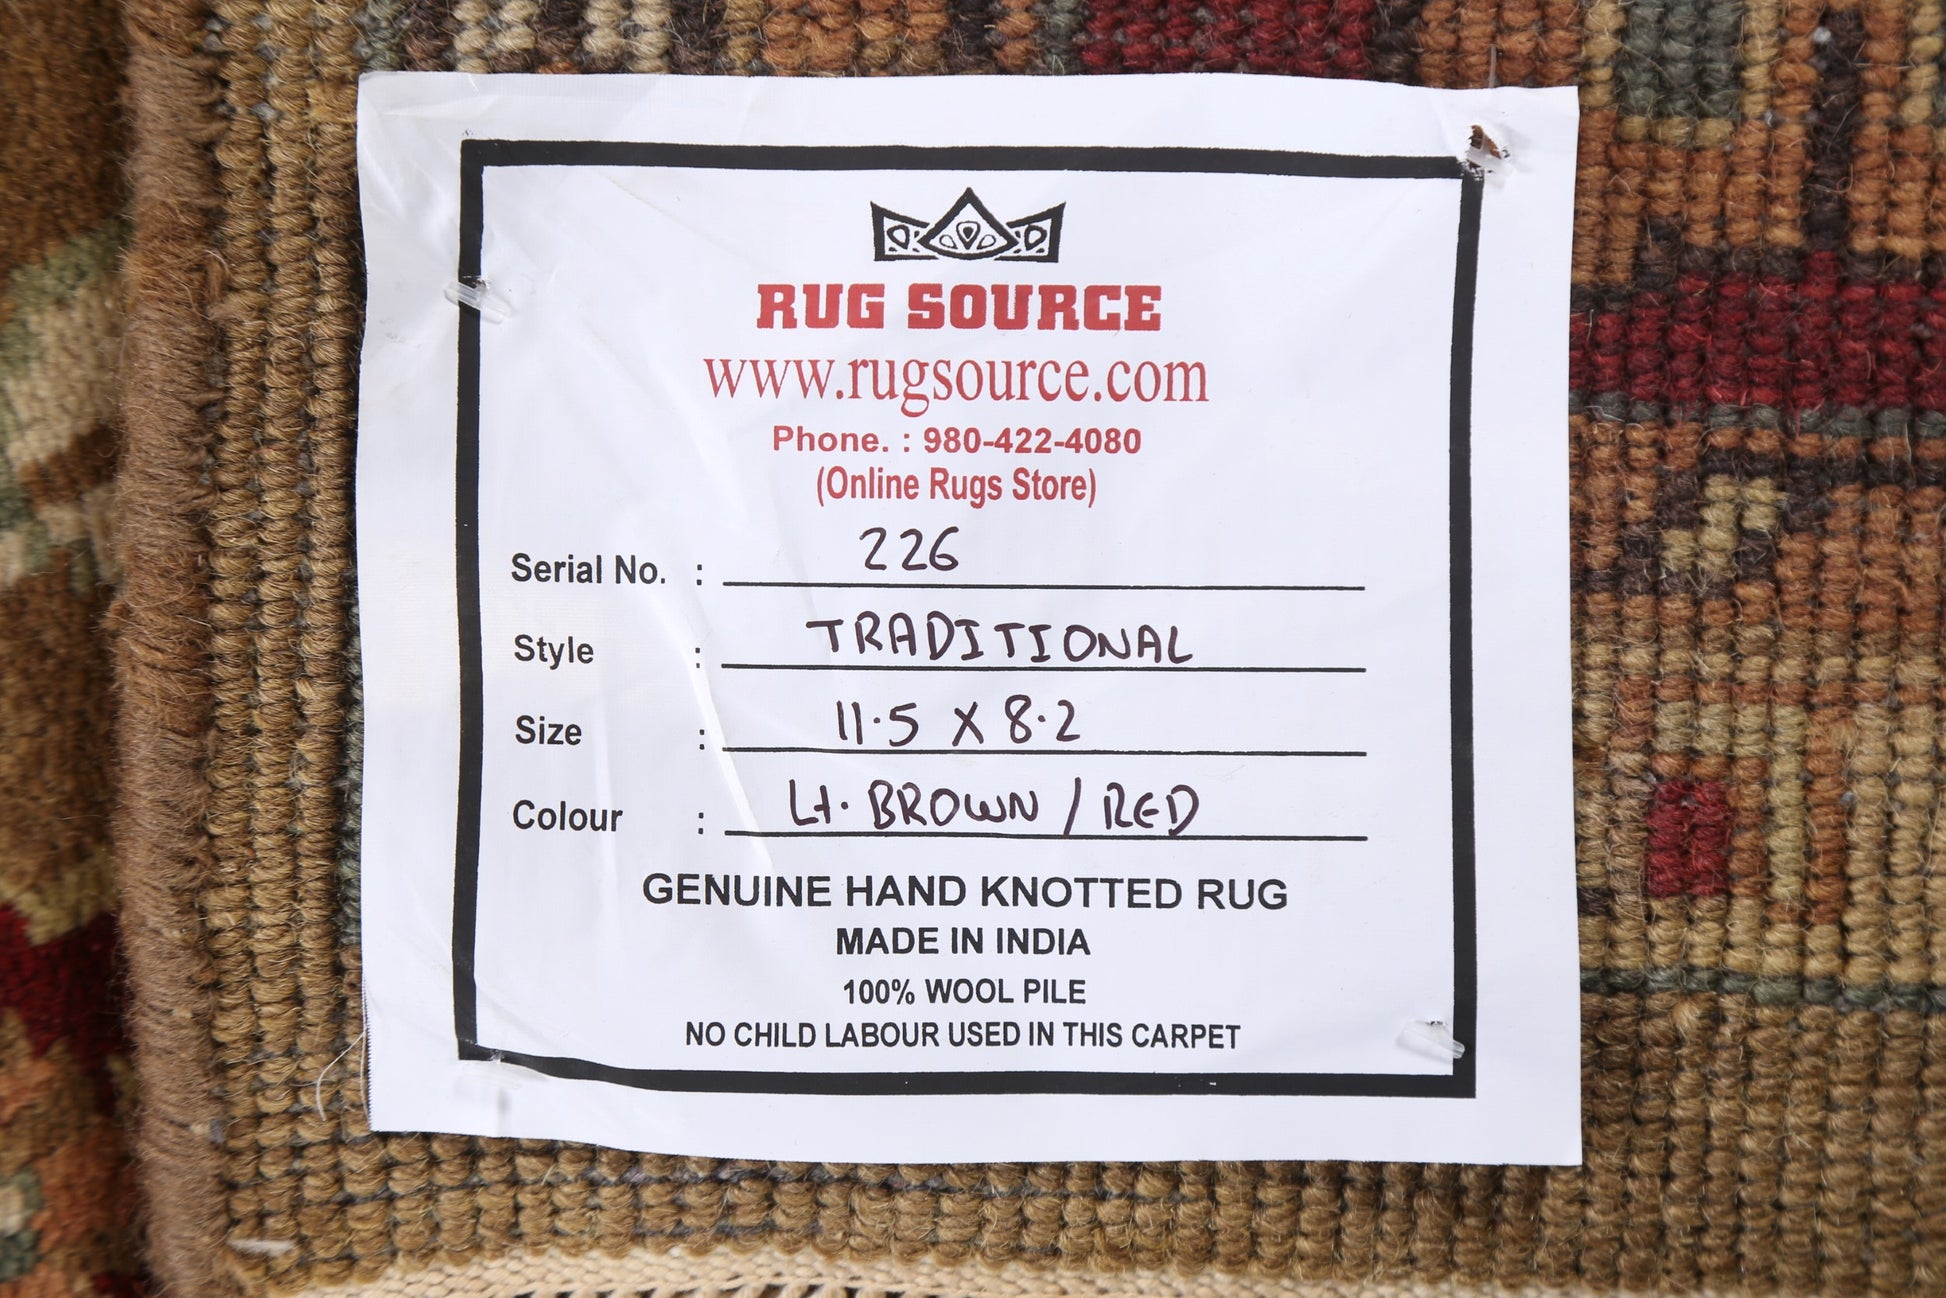 RUG SOURCE
www.rugsource.com
Phone. : 980-422-4080
(Online Rugs Store)
Serial No. : 226
Style : TRADITIONAL
Size : 11.5 X 8.2
Colour : Lt. BROWN / RED
GENUINE HAND KNOTTED RUG
MADE IN INDIA
100% WOOL PILE
NO CHILD LABOUR USED IN THIS CARPET